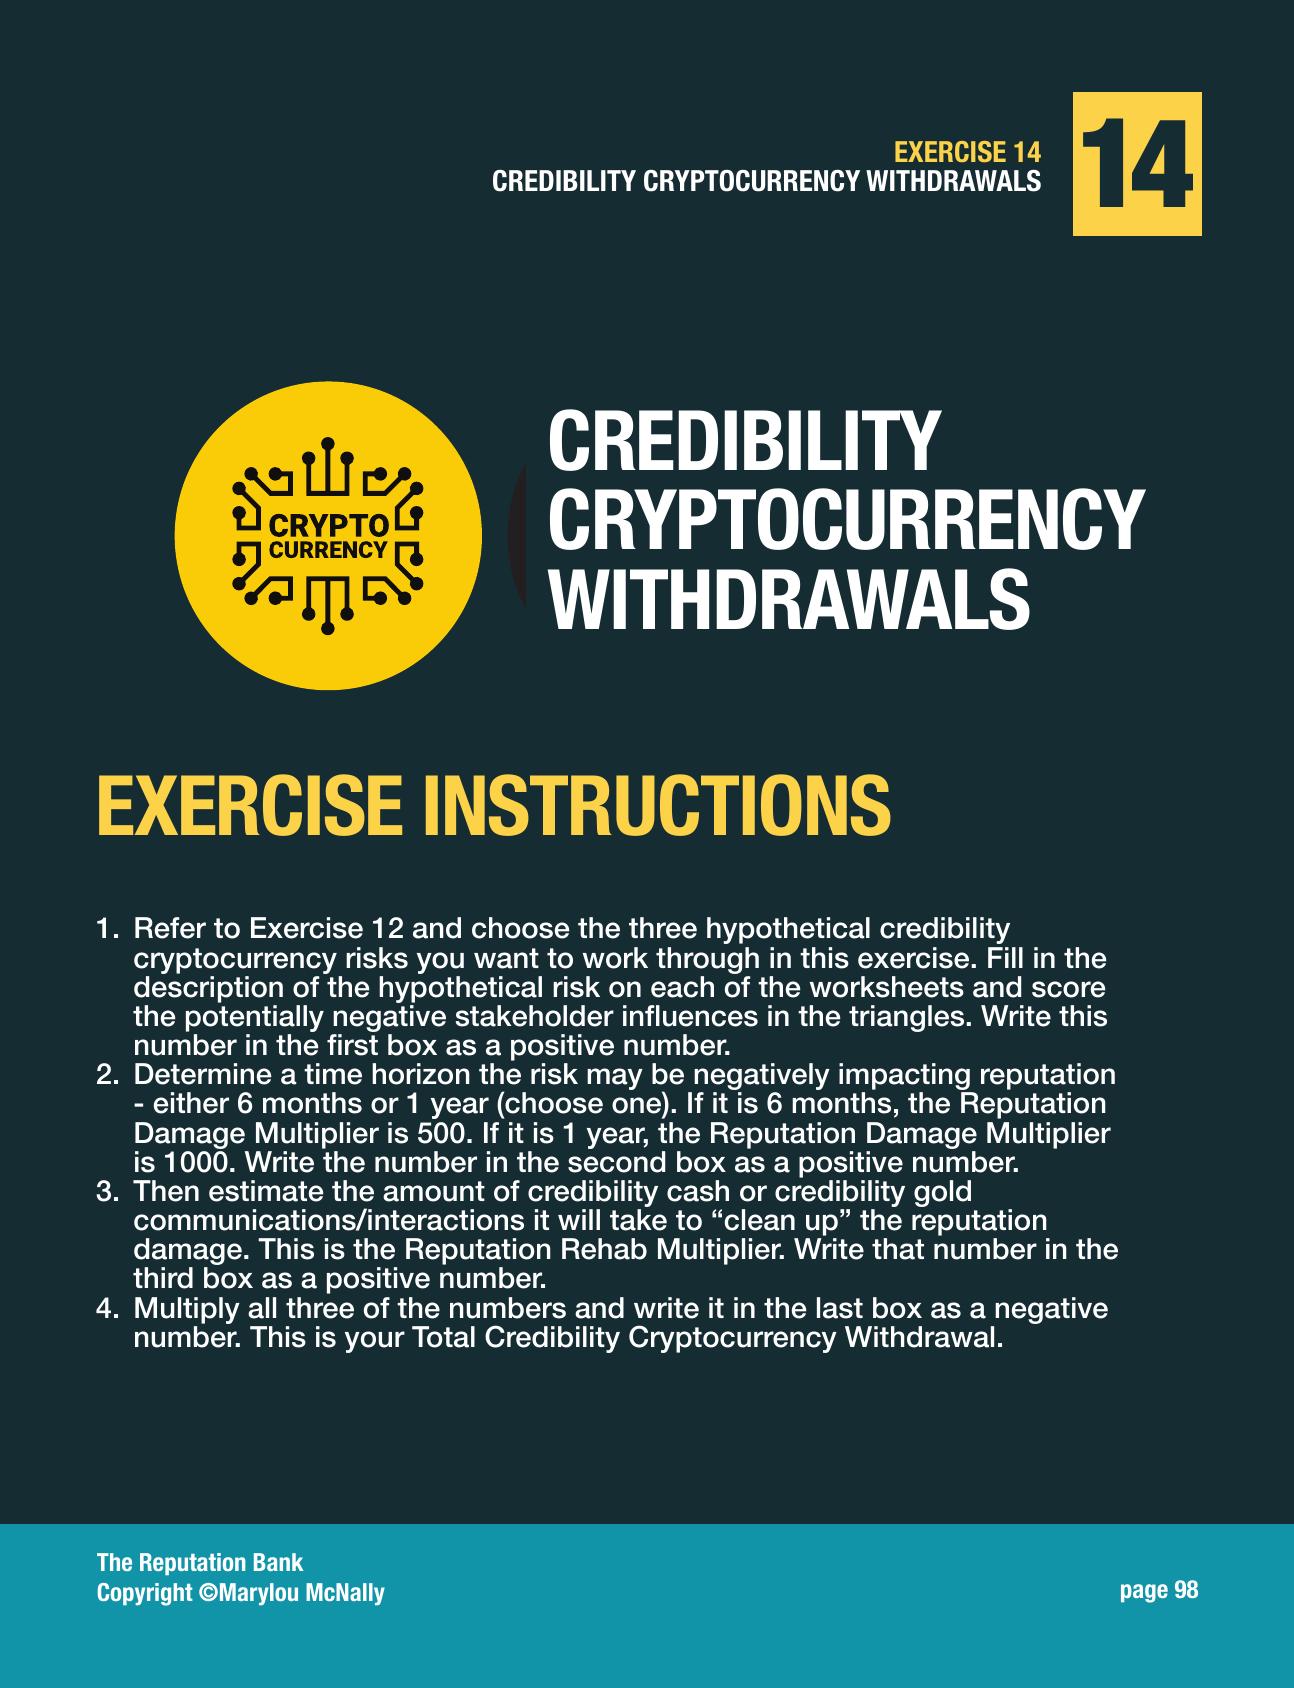 EXERCISE 14
CREDIBILITY CRYPTOCURRENCY WITHDRAWALS
14
CRYPTO
CURRENCY
CREDIBILITY
CRYPTOCURRENCY
WITHDRAWALS
EXERCISE INSTRUCTIONS
1. Refer to Exercise 12 and choose the three hypothetical credibility
cryptocurrency risks you want to work through in this exercise. Fill in the
description of the hypothetical risk on each of the worksheets and score
the potentially negative stakeholder influences in the triangles. Write this
number in the first box as a positive number.
2. Determine a time horizon the risk may be negatively impacting reputation
- either 6 months or 1 year (choose one). If it is 6 months, the Reputation
Damage Multiplier is 500. If it is 1 year, the Reputation Damage Multiplier
is 1000. Write the number in the second box as a positive number.
3. Then estimate the amount of credibility cash or credibility gold
communications/interactions it will take to “clean up” the reputation
damage. This is the Reputation Rehab Multiplier. Write that number in the
third box as a positive number.
4. Multiply all three of the numbers and write it in the last box as a negative
number. This is your Total Credibility Cryptocurrency Withdrawal.
The Reputation Bank
Copyright ©Marylou McNally
page 98